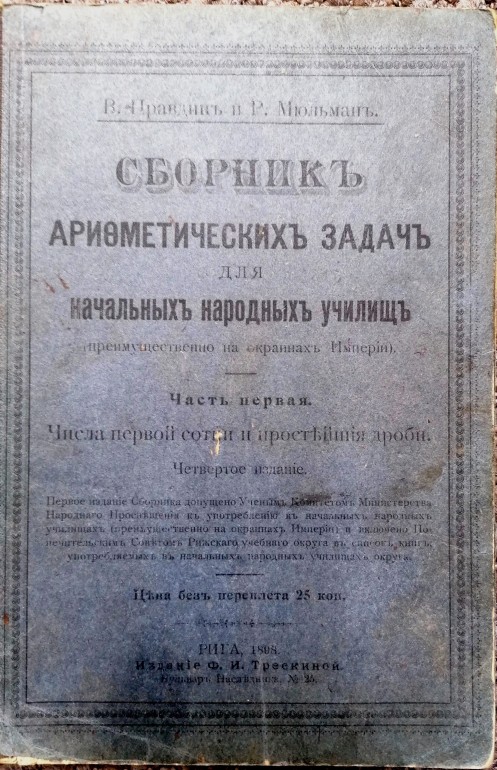 В. Правдинъ и Р. Мюльманъ.
СБОРНИКЪ
АРИѲМЕТИЧЕСКИХЪ ЗАДАЧЪ
ДЛЯ
начальныхъ народныхъ училищъ
(преимущественно на окраинахъ Имперіи).
Часть первая.
Числа первой сотни и простѣйшія дроби.
Четвертое изданіе.
Первое изданіе Сборника допущено Ученымъ Комитетомъ Министерства
Народнаго Просвѣщенія къ употребленію въ начальныхъ народныхъ
училищахъ (преимущественно на окраинахъ Имперіи) и включено По-
печительскимъ Совѣтомъ Рижскаго учебнаго округа въ списокъ книгъ,
употребляемыхъ въ начальныхъ народныхъ училищахъ округа.
Цѣна безъ переплета 25 коп.
РИГА, 1898.
Изданіе Ф. И. Трескиной.
Бульваръ Наслѣдника, № 25.